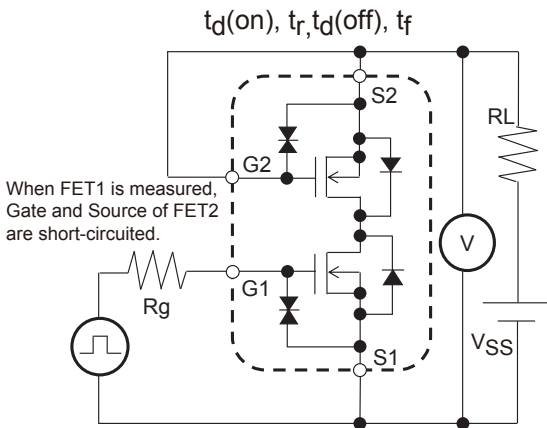 td(on), tr,td(off), tf
S2
RL
G2
When FET1 is measured,
Gate and Source of FET2
are short-circuited.
V
G1
Rg
VSS
S1